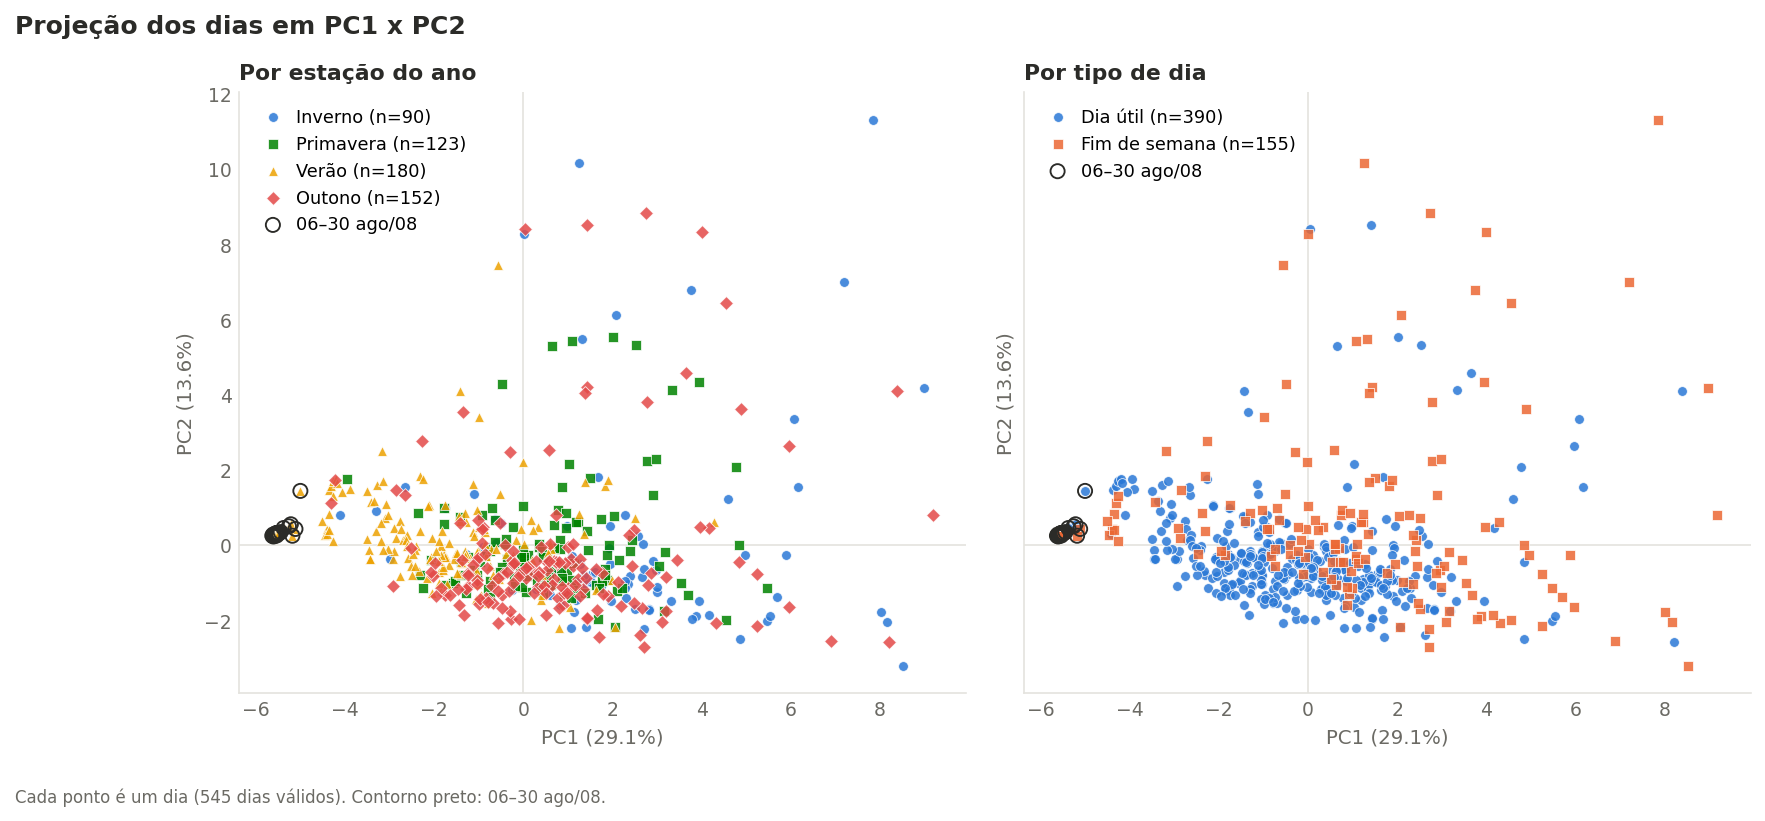 Projeção dos dias em PC1 x PC2
Por estação do ano
Inverno (n=90)
Primavera (n=123)
Verão (n=180)
Outono (n=152)
06–30 ago/08
12
10
8
6
4
2
0
−2
PC2 (13.6%)
−6 −4 −2 0 2 4 6 8
PC1 (29.1%)
Por tipo de dia
Dia útil (n=390)
Fim de semana (n=155)
06–30 ago/08
PC2 (13.6%)
−6 −4 −2 0 2 4 6 8
PC1 (29.1%)
Cada ponto é um dia (545 dias válidos). Contorno preto: 06–30 ago/08.